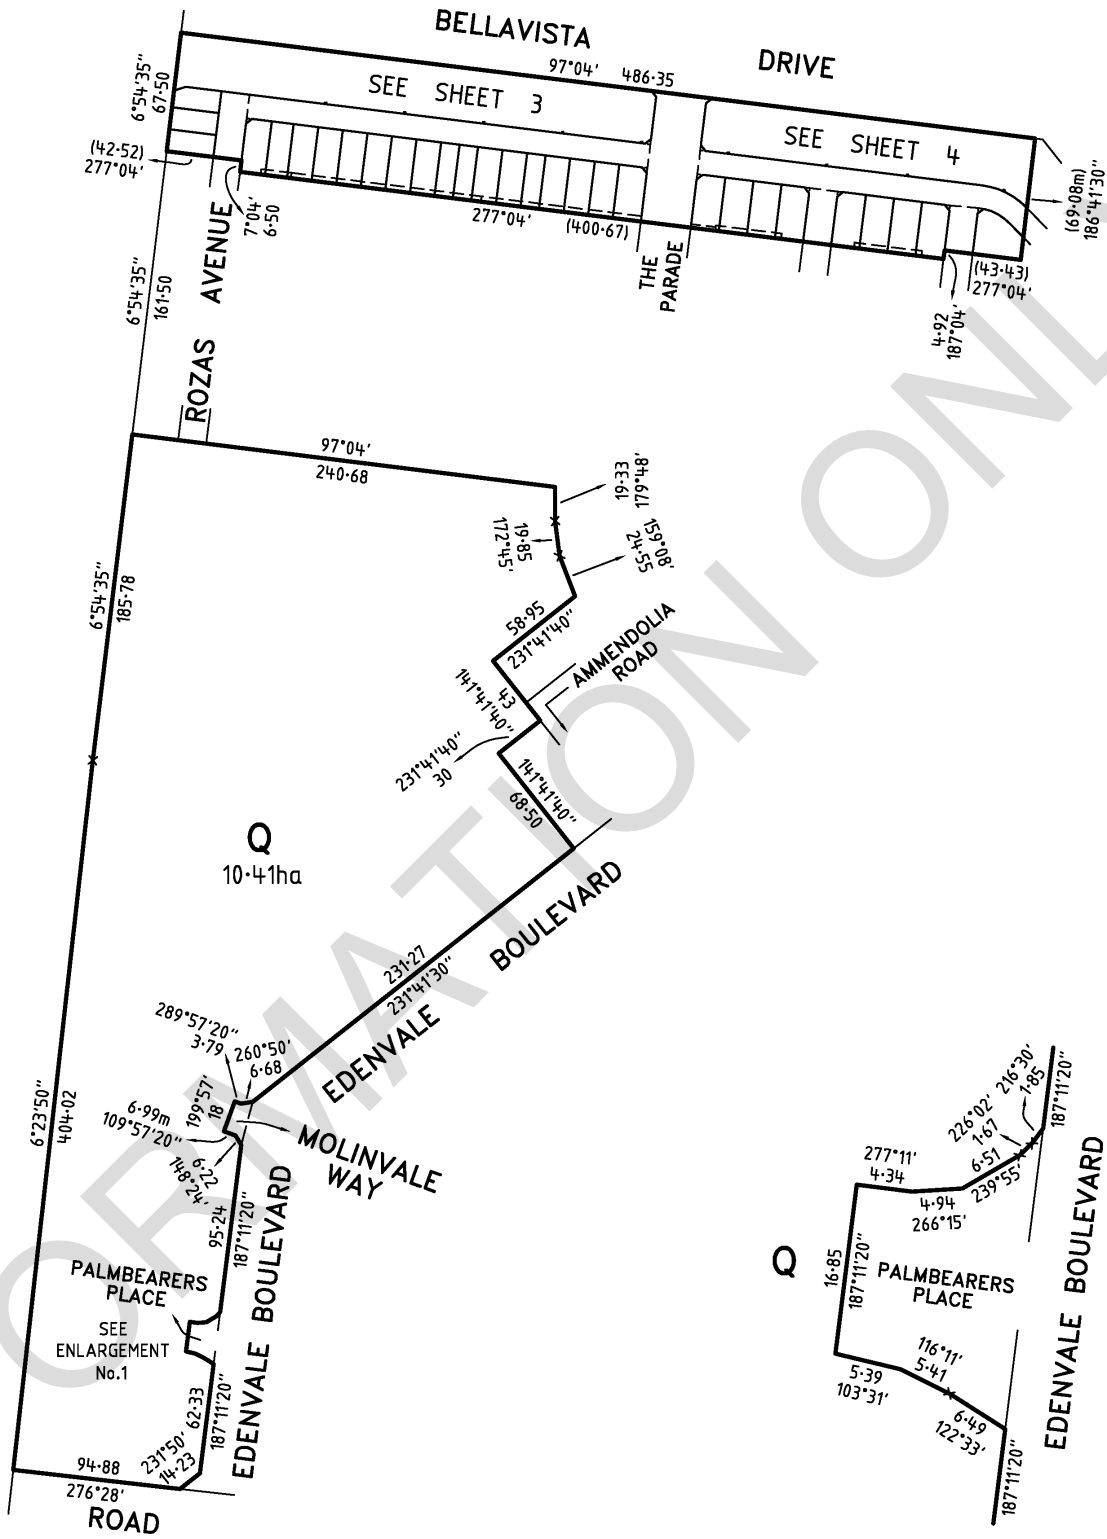 BELLAVISTA DRIVE
97°04' 486·35
6°54'35"
67·50
SEE SHEET 3
SEE SHEET 4
(42·52)
277°04'
7°04'
6·50
277°04' (400·67)
THE
PARADE
(69·08m)
186°41'30"
(43·43)
277°04'
4·92
187°04'
6°54'35"
161·50
ROZAS AVENUE
97°04'
240·68
19·33
179°48'
19·85
172°45'
159°08'
24·55
58·95
231°41'40"
AMMENDOLIA
ROAD
43
141°41'40"
231°41'40"
30
141°41'40"
68·50
6°54'35"
185·78
Q
10·41ha
231·27
231°41'30"
EDENVALE BOULEVARD
289°57'20"
3·79
260°50'
6·68
199°57'
18
6·99m
109°57'20"
6·22
148°24'
MOLINVALE
WAY
6°23'50"
404·02
95·24
187°11'20"
PALMBEARERS
PLACE
SEE
ENLARGEMENT
No.1
62·33
187°11'20"
EDENVALE BOULEVARD
231°50'
14·23
94·88
276°28'
ROAD
216°30'
1·85
187°11'20"
226°02'
1·67
277°11'
4·34
6·51
239°55'
4·94
266°15'
Q
16·85
187°11'20"
PALMBEARERS
PLACE
116°11'
5·41
5·39
103°31'
6·49
122°33'
187°11'20"
EDENVALE BOULEVARD
ORMATION ONL